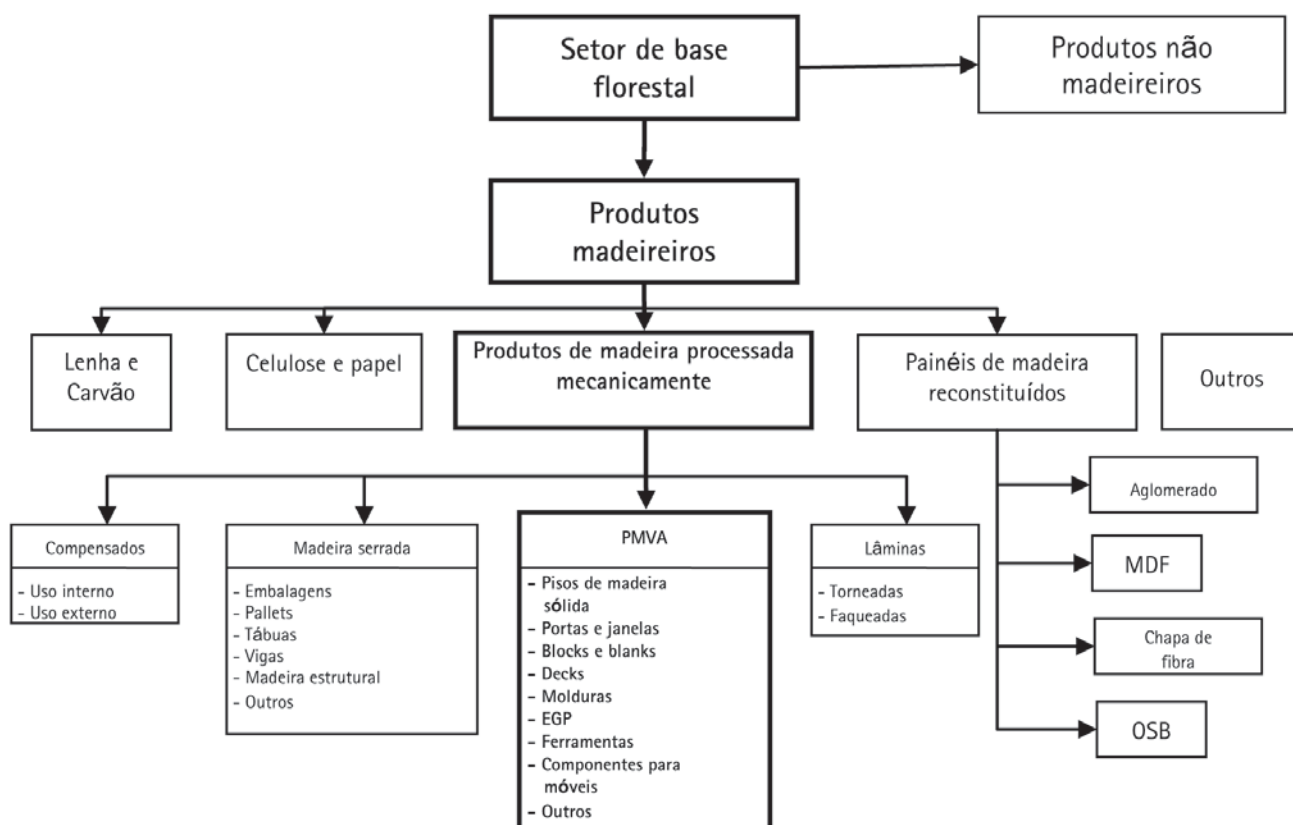 Setor de base
florestal
Produtos não
madeireiros
Produtos
madeireiros
Lenha e
Carvão
Celulose e papel
Produtos de madeira processada
mecanicamente
Painéis de madeira
reconstituídos
Outros
Compensados
- Uso interno
- Uso externo
Madeira serrada
- Embalagens
- Pallets
- Tábuas
- Vigas
- Madeira estrutural
- Outros
PMVA
- Pisos de madeira
sólida
- Portas e janelas
- Blocks e blanks
- Decks
- Molduras
- EGP
- Ferramentas
- Componentes para
móveis
- Outros
Lâminas
- Torneadas
- Faqueadas
Aglomerado
MDF
Chapa de
fibra
OSB